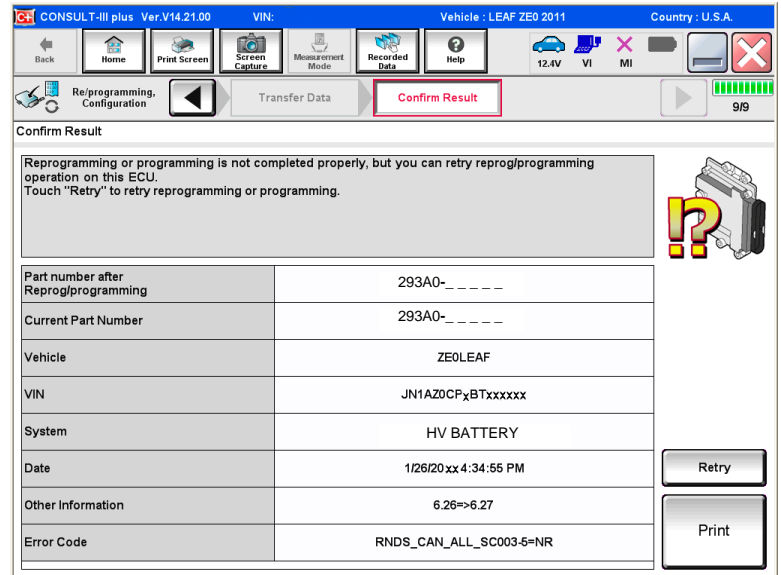 C+ CONSULT-III plus Ver.V14.21.00 VIN: Vehicle : LEAF ZE0 2011 Country : U.S.A.
Back Home Print Screen Screen Capture Measurement Mode Recorded Data Help 12.4V VI MI
Re/programming, Configuration Transfer Data Confirm Result 9/9
Confirm Result
Reprogramming or programming is not completed properly, but you can retry reprog/programming
operation on this ECU.
Touch "Retry" to retry reprogramming or programming.
!?
Part number after
Reprog/programming
293A0-_ _ _ _ _
Current Part Number 293A0-_ _ _ _ _
Vehicle ZE0LEAF
VIN JN1AZ0CPxBTxxxxxx
System HV BATTERY
Date 1/26/20xx 4:34:55 PM
Other Information 6.26=>6.27
Error Code RNDS_CAN_ALL_SC003-5=NR
Retry
Print